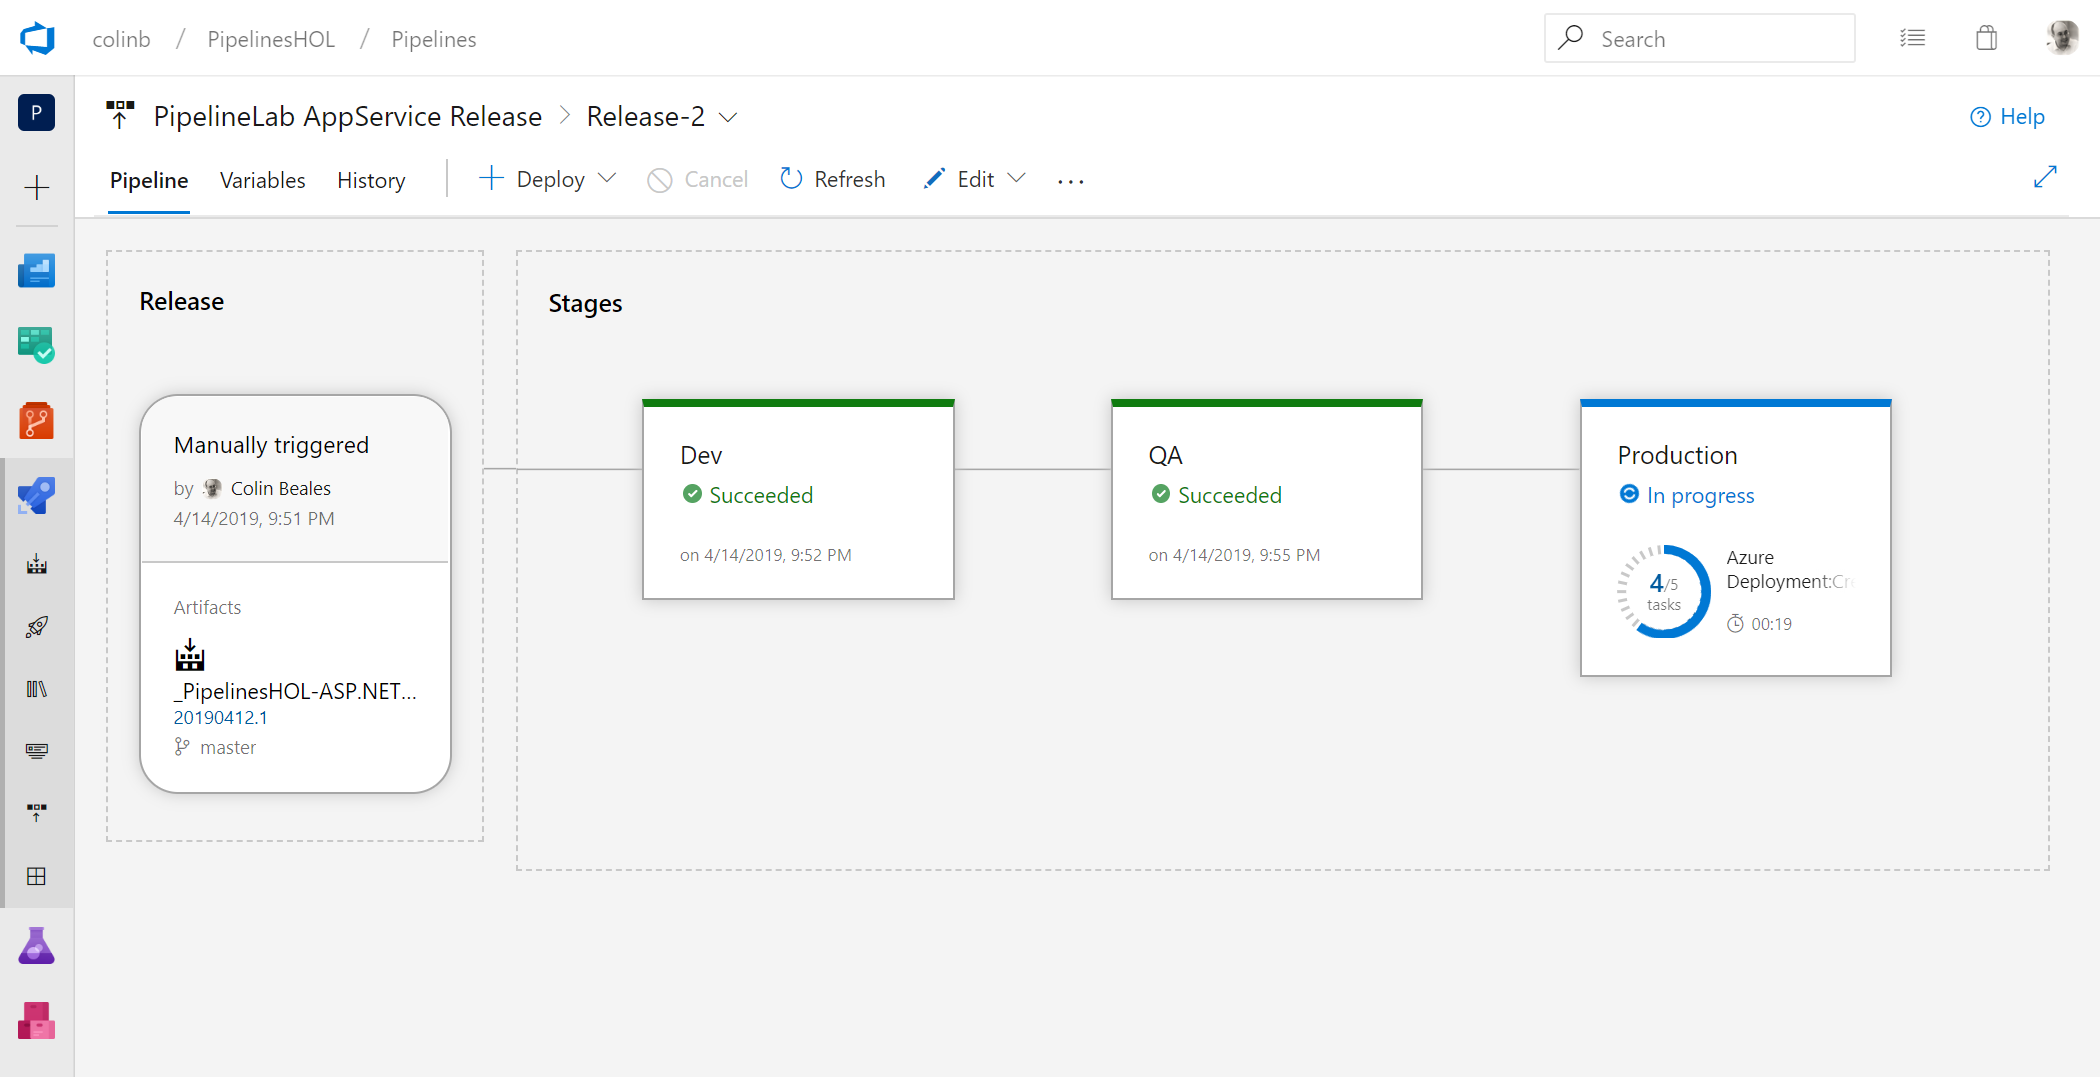 colinb / PipelinesHOL / Pipelines
Search
P
PipelineLab AppService Release > Release-2
Help
Pipeline Variables History Deploy Cancel Refresh Edit ...
Release
Stages
Manually triggered
by Colin Beales
4/14/2019, 9:51 PM
Artifacts
_PipelinesHOL-ASP.NET...
20190412.1
master
Dev
Succeeded
on 4/14/2019, 9:52 PM
QA
Succeeded
on 4/14/2019, 9:55 PM
Production
In progress
4/5
tasks
Azure
Deployment:Cr
00:19